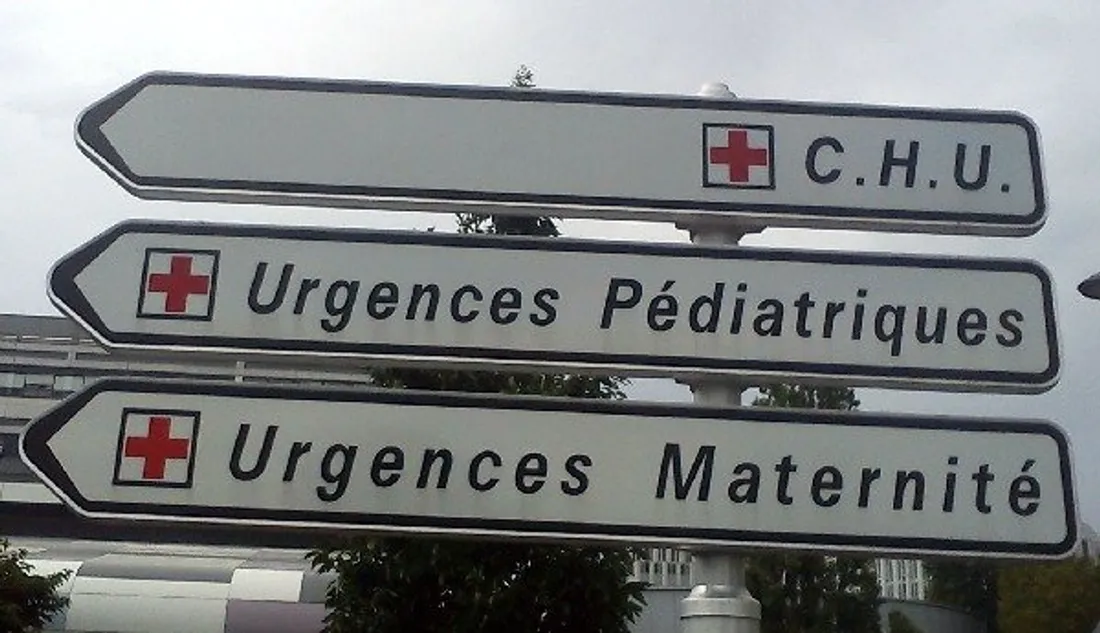 C.H.U.
Urgences Pédiatriques
Urgences Maternité